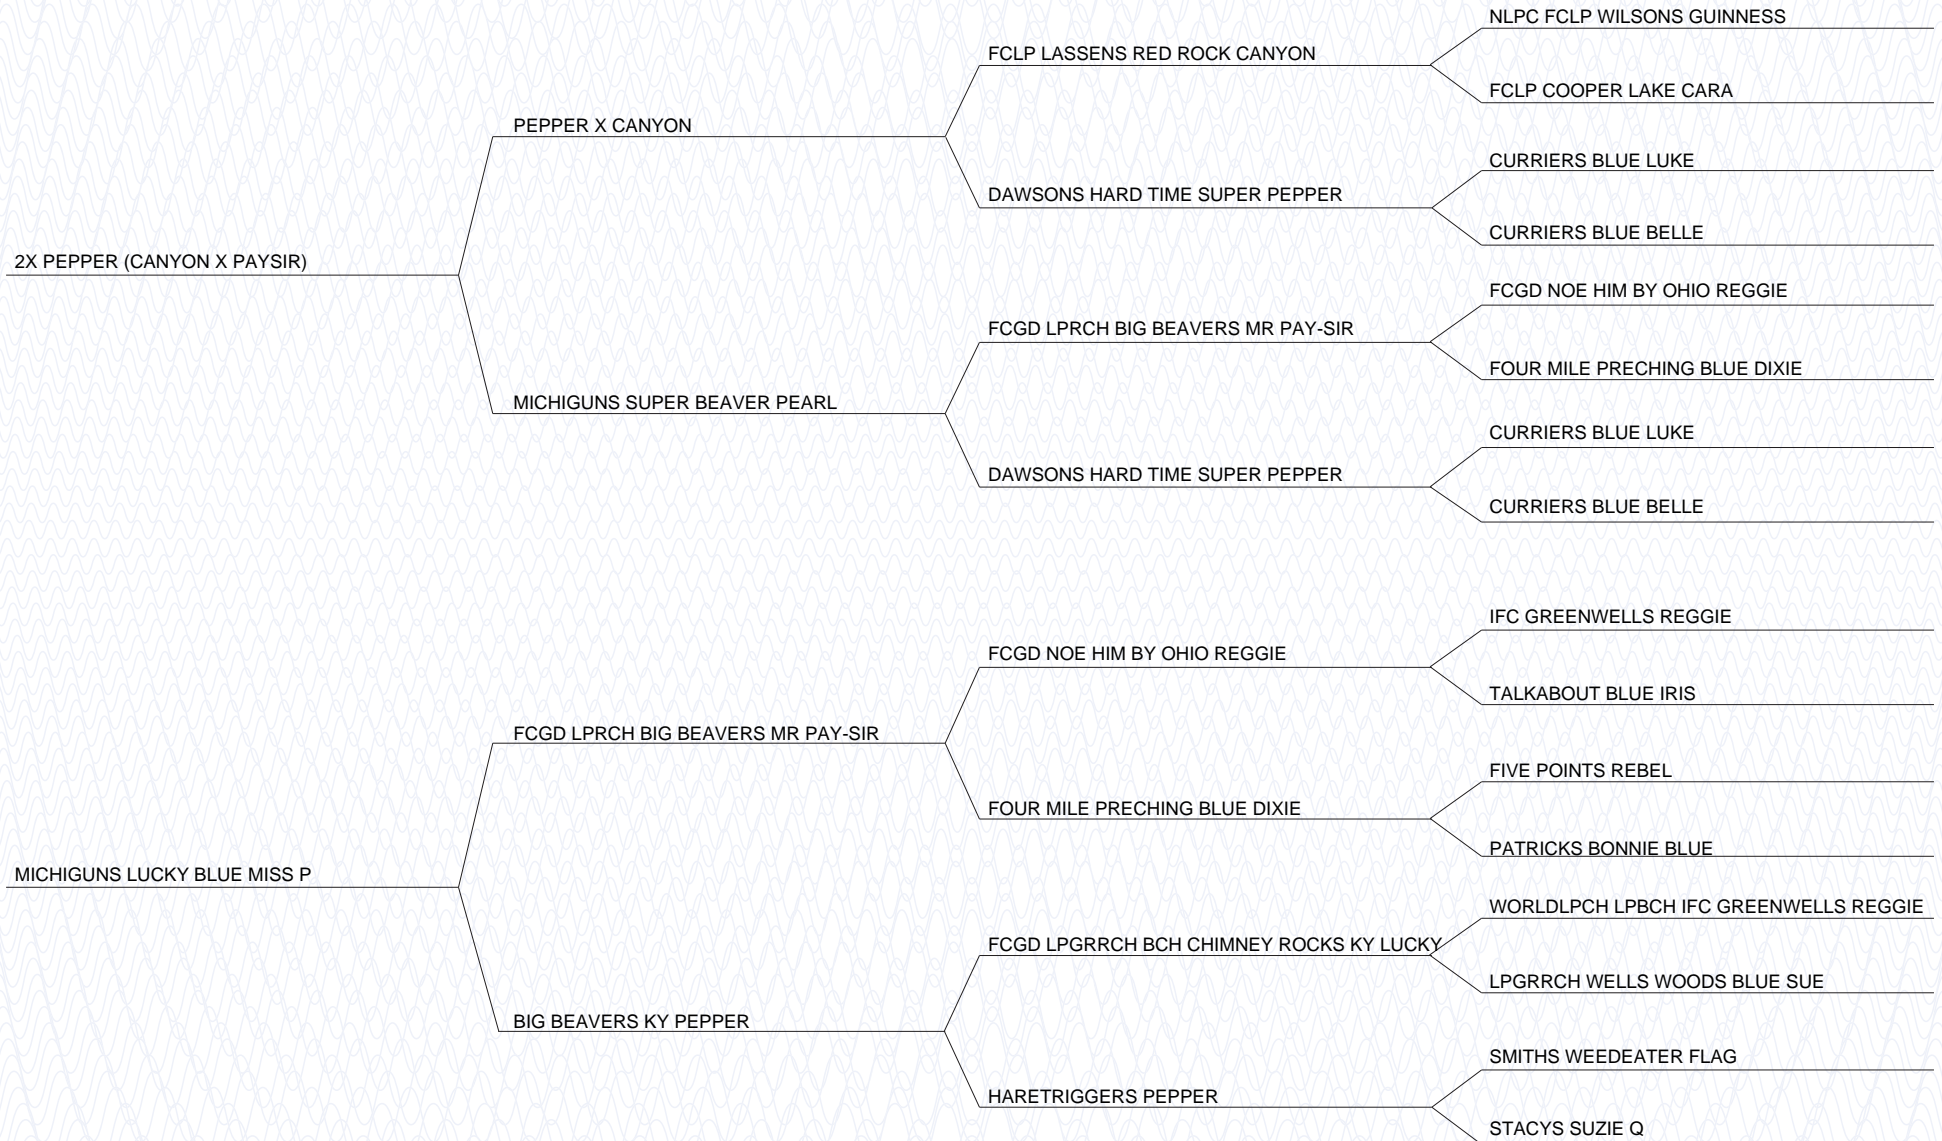 NLPC FCLP WILSONS GUINNESS
FCLP LASSENS RED ROCK CANYON
FCLP COOPER LAKE CARA
PEPPER X CANYON
CURRIERS BLUE LUKE
DAWSONS HARD TIME SUPER PEPPER
CURRIERS BLUE BELLE
2X PEPPER (CANYON X PAYSIR)
FCGD NOE HIM BY OHIO REGGIE
FCGD LPRCH BIG BEAVERS MR PAY-SIR
FOUR MILE PRECHING BLUE DIXIE
MICHIGUNS SUPER BEAVER PEARL
CURRIERS BLUE LUKE
DAWSONS HARD TIME SUPER PEPPER
CURRIERS BLUE BELLE
IFC GREENWELLS REGGIE
FCGD NOE HIM BY OHIO REGGIE
TALKABOUT BLUE IRIS
FCGD LPRCH BIG BEAVERS MR PAY-SIR
FIVE POINTS REBEL
FOUR MILE PRECHING BLUE DIXIE
PATRICKS BONNIE BLUE
MICHIGUNS LUCKY BLUE MISS P
WORLDLPCH LPBCH IFC GREENWELLS REGGIE
FCGD LPGRRCH BCH CHIMNEY ROCKS KY LUCKY
LPGRRCH WELLS WOODS BLUE SUE
BIG BEAVERS KY PEPPER
SMITHS WEEDEATER FLAG
HARETRIGGERS PEPPER
STACYS SUZIE Q